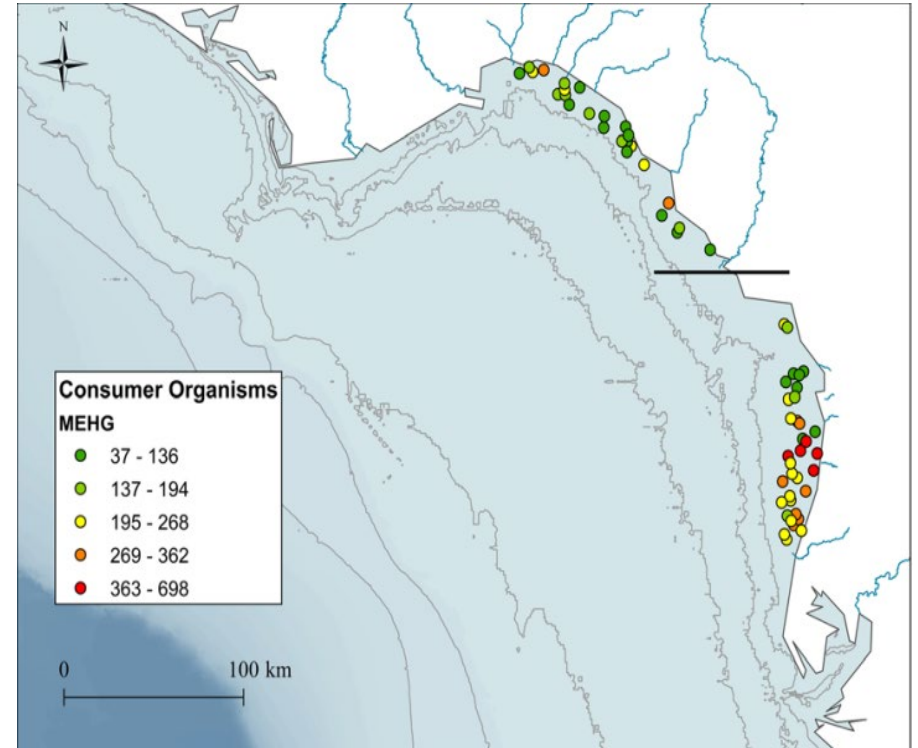 N
Consumer Organisms
MEHG
37 - 136
137 - 194
195 - 268
269 - 362
363 - 698
0 100 km